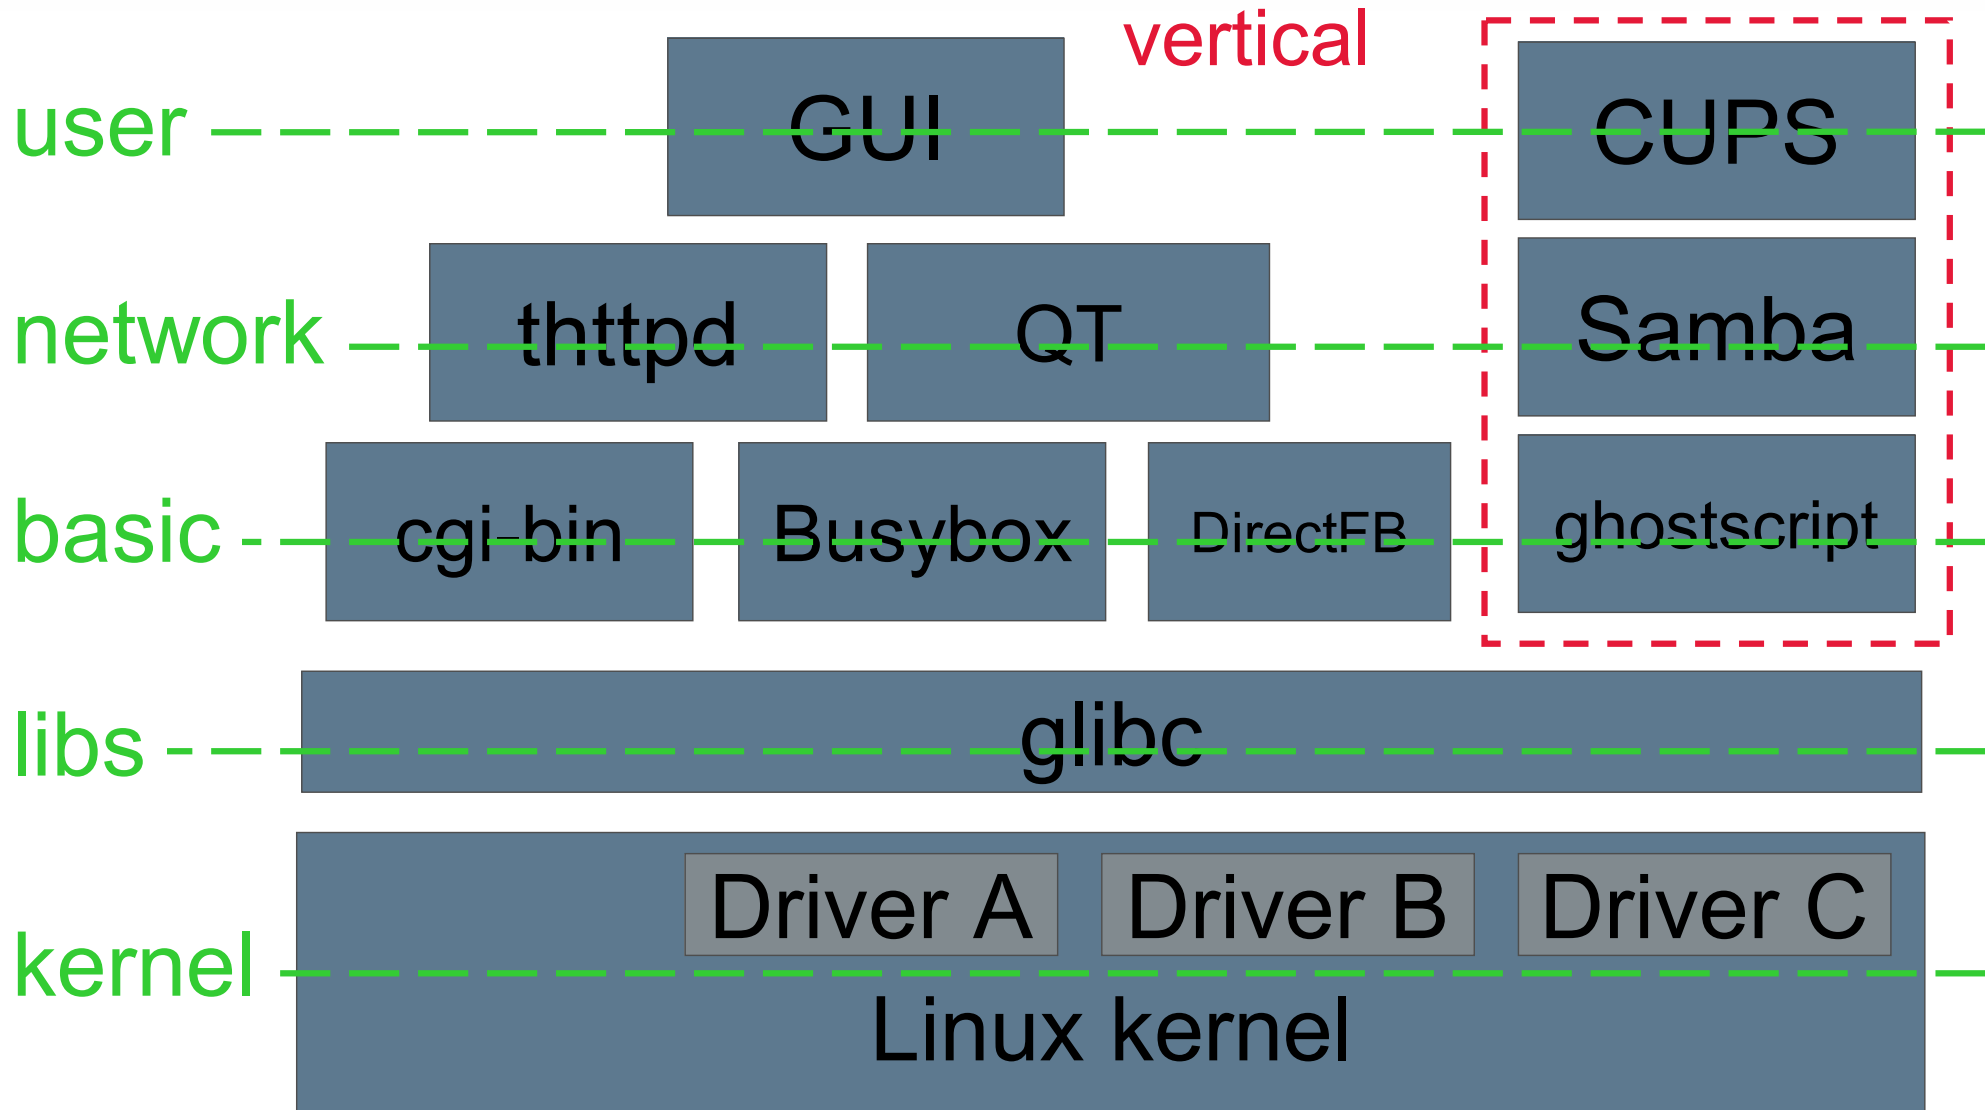 vertical
user
GUI
CUPS
network
thttpd
QT
Samba
basic
cgi-bin
Busybox
DirectFB
ghostscript
libs
glibc
kernel
Driver A
Driver B
Driver C
Linux kernel